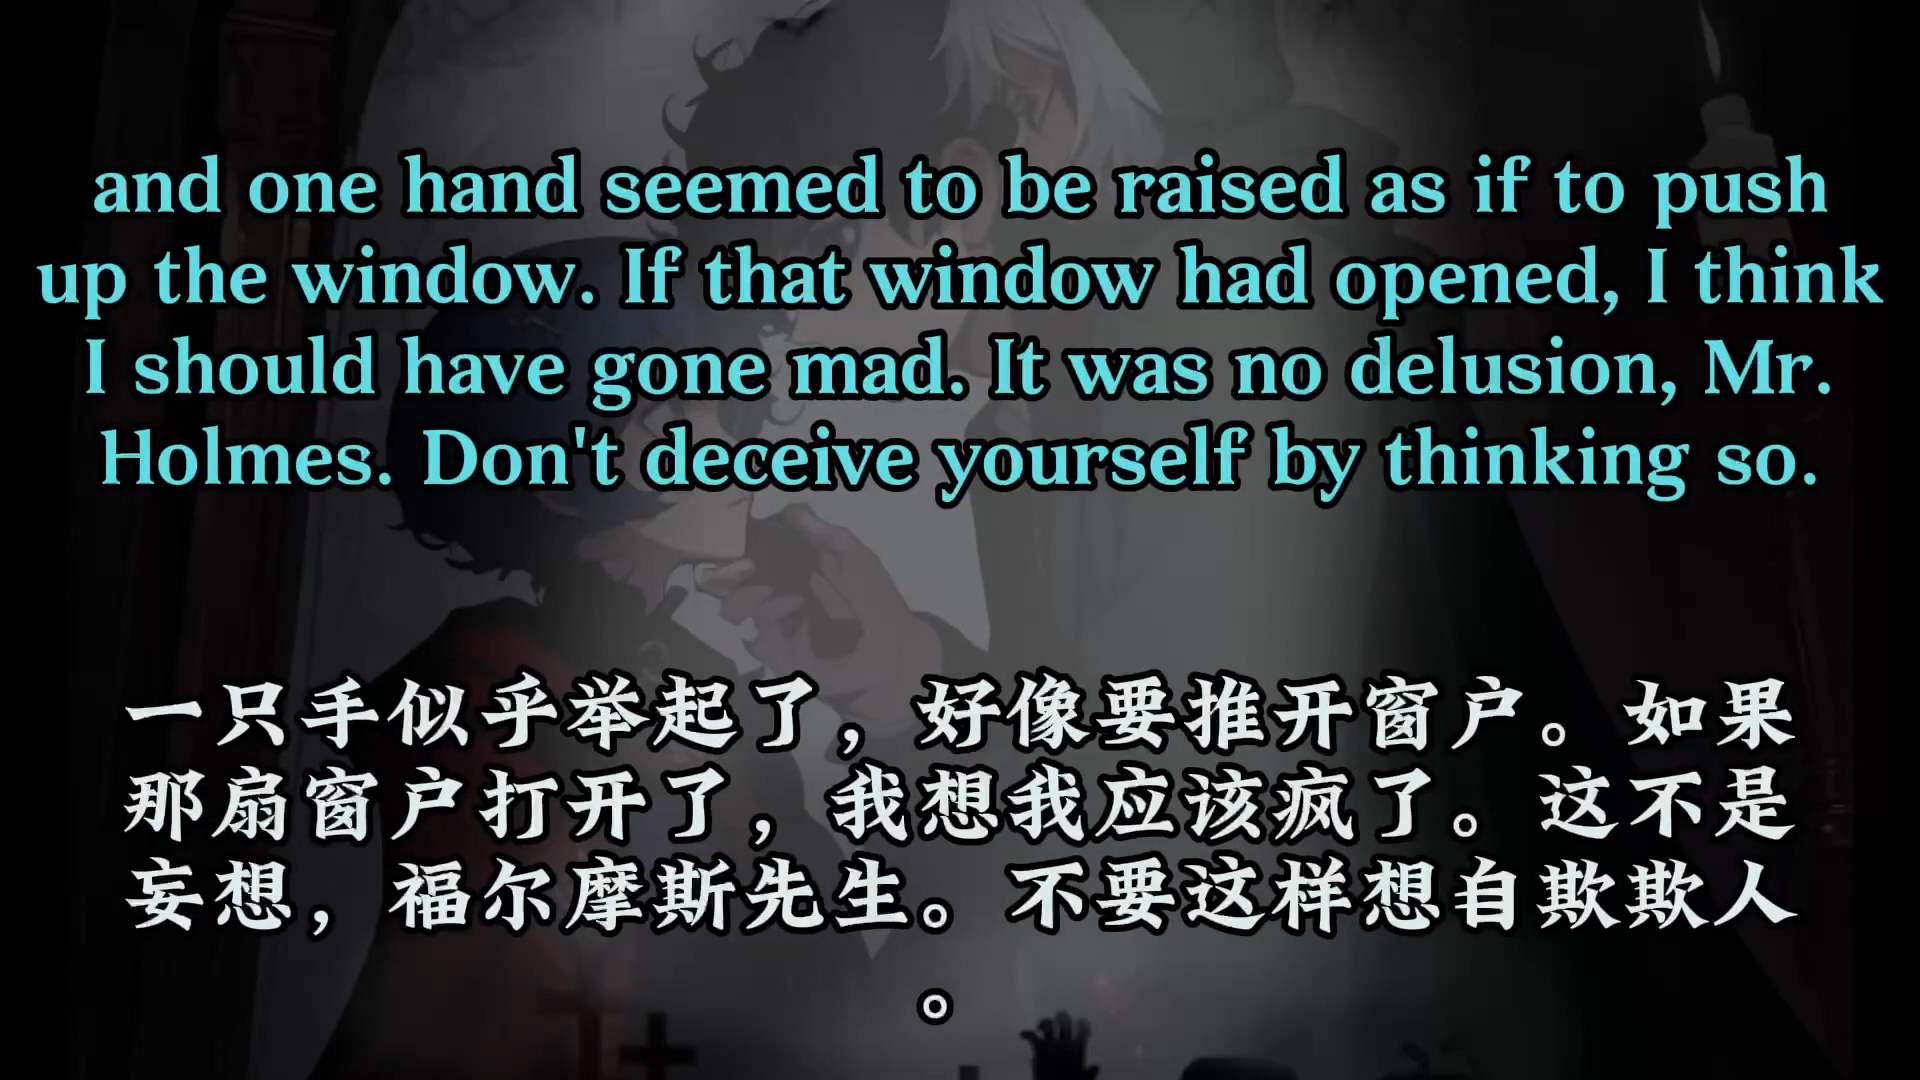 and one hand seemed to be raised as if to push
up the window. If that window had opened, I think
I should have gone mad. It was no delusion, Mr.
Holmes. Don't deceive yourself by thinking so.
一只手似乎举起了，好像要推开窗户。如果
那扇窗户打开了，我想我应该疯了。这不是
妄想，福尔摩斯先生。不要这样想自欺欺人
。